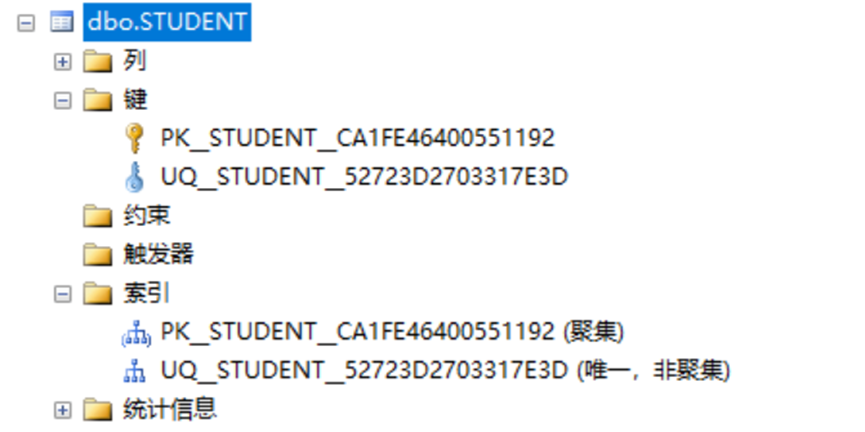 dbo.STUDENT
列
键
PK__STUDENT__CA1FE46400551192
UQ__STUDENT__52723D2703317E3D
约束
触发器
索引
PK__STUDENT__CA1FE46400551192 (聚集)
UQ__STUDENT__52723D2703317E3D (唯一，非聚集)
统计信息